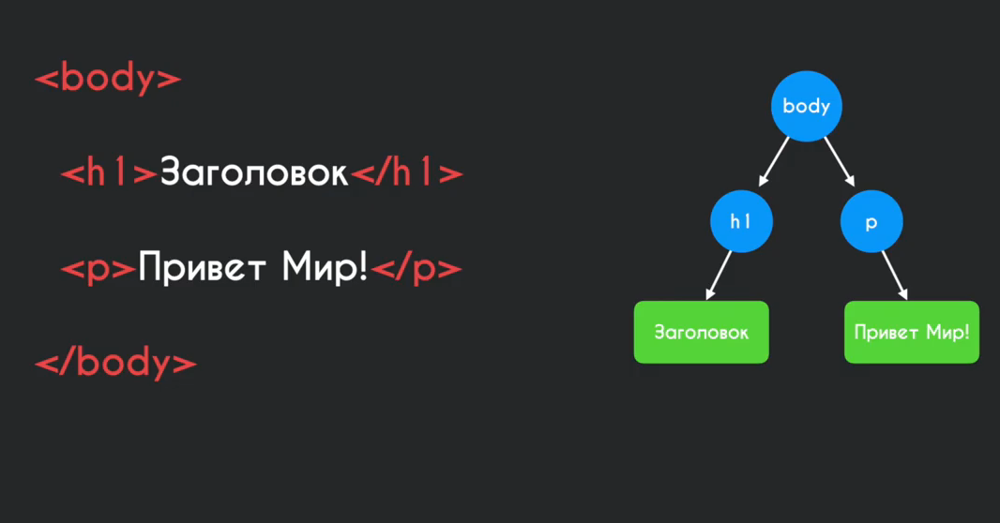 <body>
<h1>Заголовок</h1>
<p>Привет Мир!</p>
</body>
body
h1
p
Заголовок
Привет Мир!